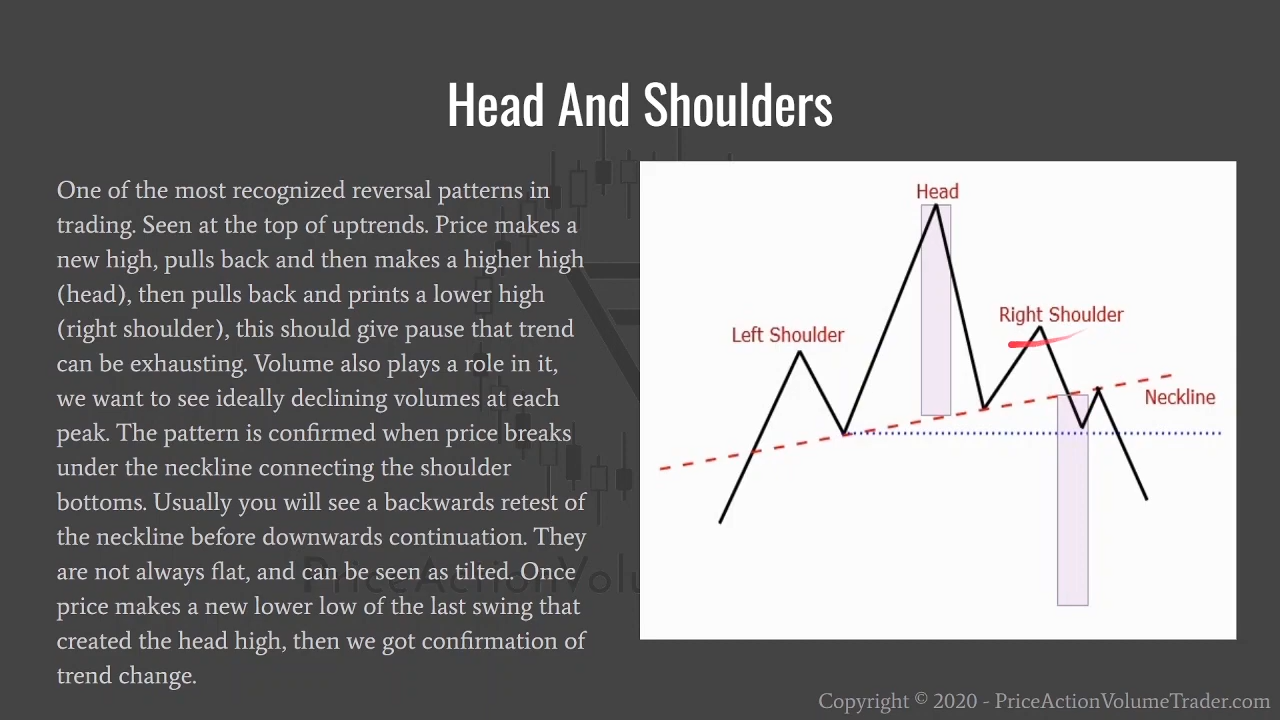 Head And Shoulders
One of the most recognized reversal patterns in
trading. Seen at the top of uptrends. Price makes a
new high, pulls back and then makes a higher high
(head), then pulls back and prints a lower high
(right shoulder), this should give pause that trend
can be exhausting. Volume also plays a role in it,
we want to see ideally declining volumes at each
peak. The pattern is confirmed when price breaks
under the neckline connecting the shoulder
bottoms. Usually you will see a backwards retest of
the neckline before downwards continuation. They
are not always flat, and can be seen as tilted. Once
price makes a new lower low of the last swing that
created the head high, then we got confirmation of
trend change.
Head
Right Shoulder
Left Shoulder
Neckline
PriceActionVolu
Copyright © 2020 - PriceActionVolumeTrader.com